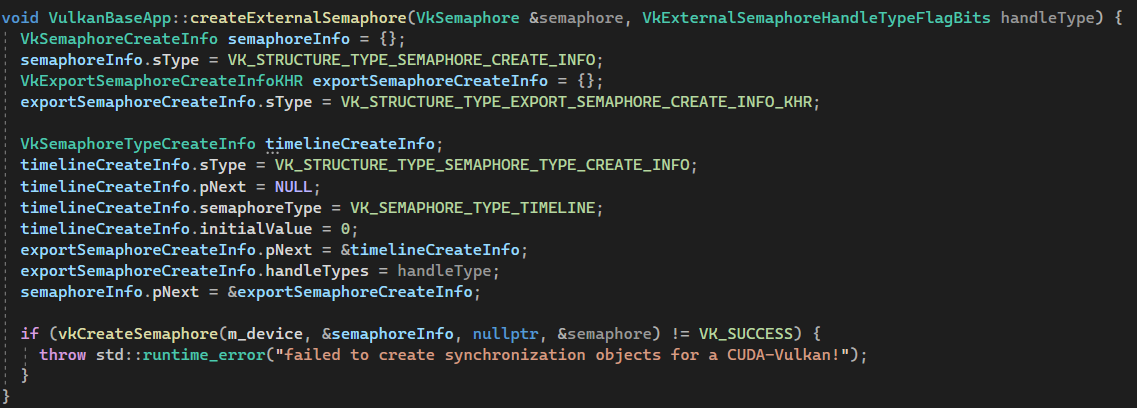 void VulkanBaseApp::createExternalSemaphore(VkSemaphore &semaphore, VkExternalSemaphoreHandleTypeFlagBits handleType) {
  VkSemaphoreCreateInfo semaphoreInfo = {};
  semaphoreInfo.sType = VK_STRUCTURE_TYPE_SEMAPHORE_CREATE_INFO;
  VkExportSemaphoreCreateInfoKHR exportSemaphoreCreateInfo = {};
  exportSemaphoreCreateInfo.sType = VK_STRUCTURE_TYPE_EXPORT_SEMAPHORE_CREATE_INFO_KHR;

  VkSemaphoreTypeCreateInfo timelineCreateInfo;
  timelineCreateInfo.sType = VK_STRUCTURE_TYPE_SEMAPHORE_TYPE_CREATE_INFO;
  timelineCreateInfo.pNext = NULL;
  timelineCreateInfo.semaphoreType = VK_SEMAPHORE_TYPE_TIMELINE;
  timelineCreateInfo.initialValue = 0;
  exportSemaphoreCreateInfo.pNext = &timelineCreateInfo;
  exportSemaphoreCreateInfo.handleTypes = handleType;
  semaphoreInfo.pNext = &exportSemaphoreCreateInfo;

  if (vkCreateSemaphore(m_device, &semaphoreInfo, nullptr, &semaphore) != VK_SUCCESS) {
    throw std::runtime_error("failed to create synchronization objects for a CUDA-Vulkan!");
  }
}